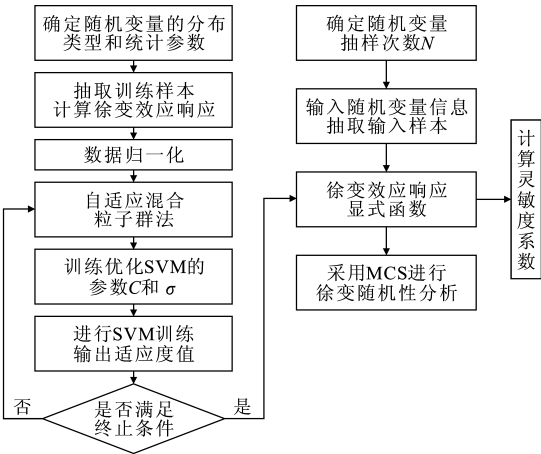 确定随机变量的分布
类型和统计参数
抽取训练样本
计算徐变效应响应
数据归一化
自适应混合
粒子群法
训练优化SVM的
参数C和 σ
进行SVM训练
输出适应度值
是否满足
终止条件
否
是
确定随机变量
抽样次数N
输入随机变量信息
抽取输入样本
徐变效应响应
显式函数
采用MCS进行
徐变随机性分析
计算灵敏度系数